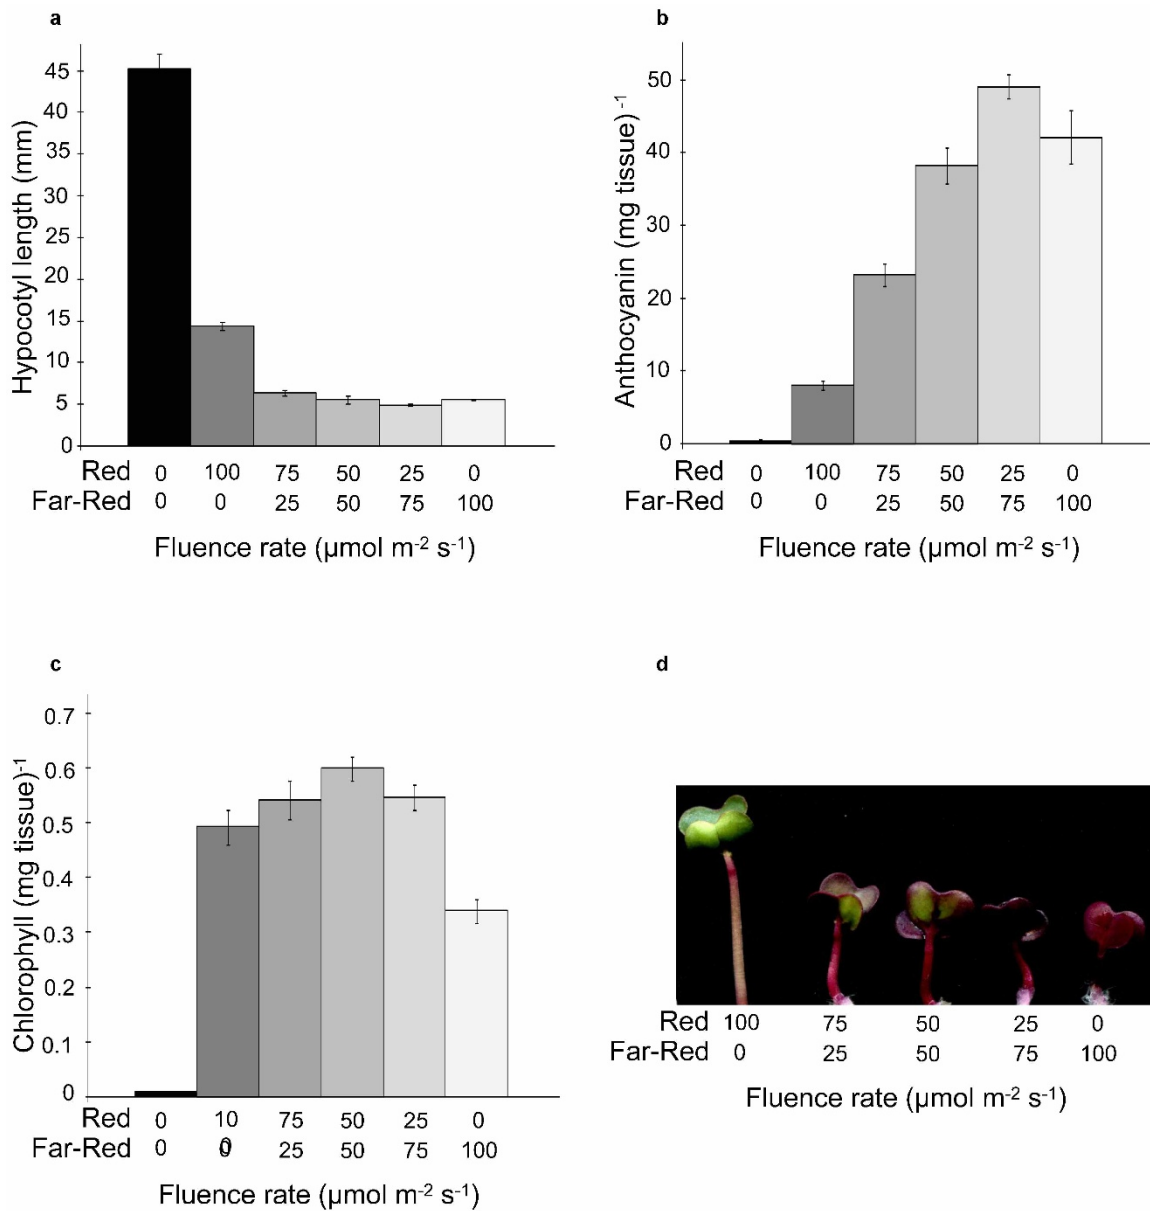 a
Hypocotyl length (mm)
45
40
35
30
25
20
15
10
5
0
Red 0 100 75 50 25 0
Far-Red 0 0 25 50 75 100
Fluence rate (µmol m-2 s-1)
b
Anthocyanin (mg tissue)-1
50
40
30
20
10
0
Red 0 100 75 50 25 0
Far-Red 0 0 25 50 75 100
Fluence rate (µmol m-2 s-1)
c
Chlorophyll (mg tissue)-1
0.7
0.6
0.5
0.4
0.3
0.2
0.1
0
Red 0 10 75 50 25 0
0
Far-Red 0 0 25 50 75 100
Fluence rate (µmol m-2 s-1)
d
Red 100 75 50 25 0
Far-Red 0 25 50 75 100
Fluence rate (µmol m-2 s-1)